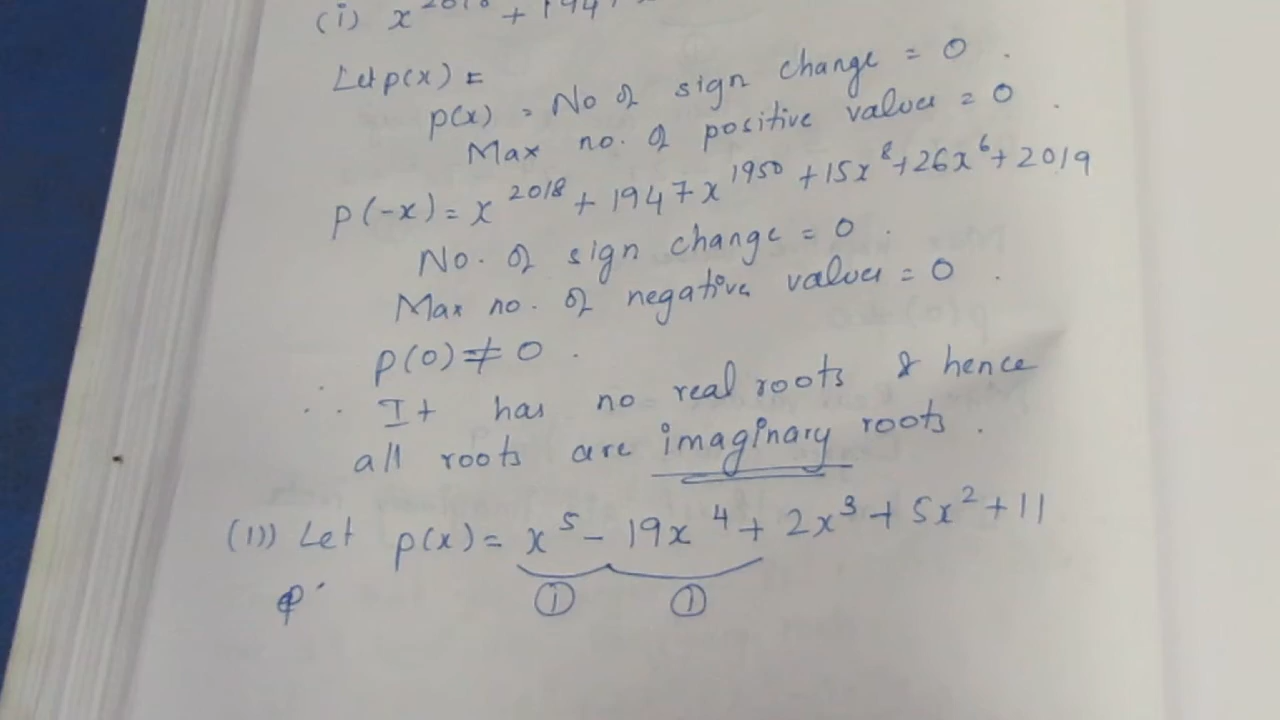 (i) x^2018 + 1947
Let p(x) =
p(x) = No of sign change = 0 .
Max no. of positive values = 0 .
p(-x) = x^2018 + 1947x^1950 + 15x^8 + 26x^6 + 2019
No. of sign change = 0 .
Max no. of negative values = 0 .
p(0) ≠ 0 .
∴ It has no real roots & hence
all roots are imaginary roots .
(ii) Let p(x) = x^5 - 19x^4 + 2x^3 + 5x^2 + 11
① ①